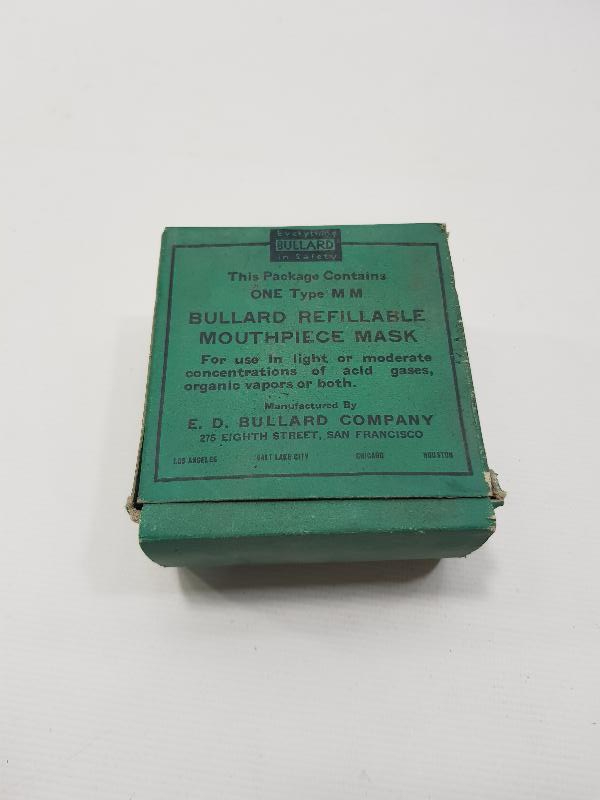 Everything
BULLARD
in Safety
This Package Contains
ONE Type M M
BULLARD REFILLABLE
MOUTHPIECE MASK
For use in light or moderate
concentrations of acid gases,
organic vapors or both.
Manufactured By
E. D. BULLARD COMPANY
275 EIGHTH STREET, SAN FRANCISCO
LOS ANGELES SALT LAKE CITY CHICAGO HOUSTON